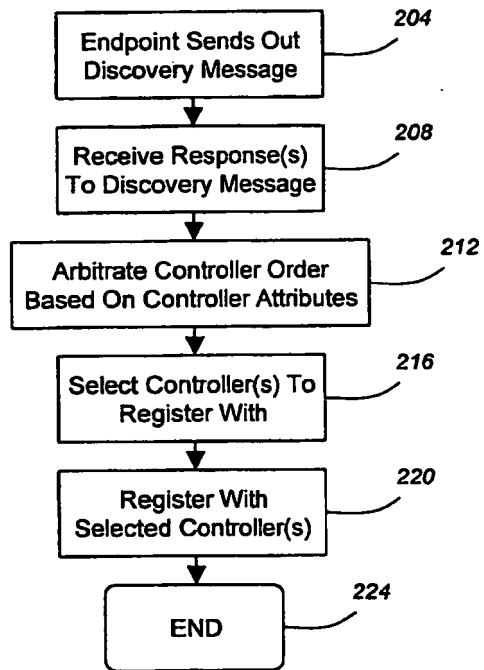 204
Endpoint Sends Out
Discovery Message
208
Receive Response(s)
To Discovery Message
212
Arbitrate Controller Order
Based On Controller Attributes
216
Select Controller(s) To
Register With
220
Register With
Selected Controller(s)
224
END